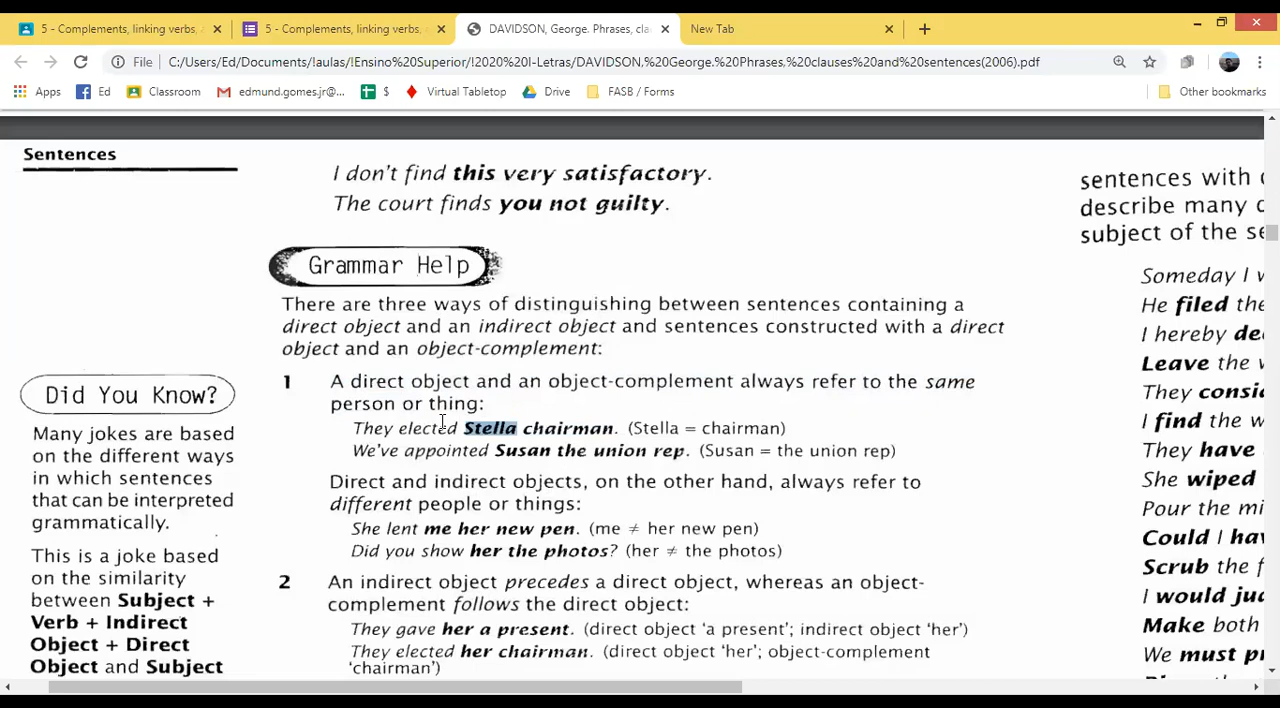 5 - Complements, linking verbs,
5 - Complements, linking verbs,
DAVIDSON, George. Phrases, cla
New Tab
File
C:/Users/Ed/Documents/!aulas/!Ensino%20Superior/!2020%20I-Letras/DAVIDSON,%20George.%20Phrases,%20clauses%20and%20sentences(2006).pdf
Apps
Ed
Classroom
edmund.gomes.jr@...
$
Virtual Tabletop
Drive
FASB / Forms
Other bookmarks
Sentences
I don't find this very satisfactory.
The court finds you not guilty.
Grammar Help
There are three ways of distinguishing between sentences containing a
direct object and an indirect object and sentences constructed with a direct
object and an object-complement:
1 A direct object and an object-complement always refer to the same
person or thing:
They elected Stella chairman. (Stella = chairman)
We've appointed Susan the union rep. (Susan = the union rep)
Direct and indirect objects, on the other hand, always refer to
different people or things:
She lent me her new pen. (me ≠ her new pen)
Did you show her the photos? (her ≠ the photos)
2 An indirect object precedes a direct object, whereas an object-
complement follows the direct object:
They gave her a present. (direct object 'a present'; indirect object 'her')
They elected her chairman. (direct object 'her'; object-complement
'chairman')
Did You Know?
Many jokes are based
on the different ways
in which sentences
that can be interpreted
grammatically.
This is a joke based
on the similarity
between Subject +
Verb + Indirect
Object + Direct
Object and Subject
sentences with
describe many
subject of the se
Someday I
He filed the
I hereby de
Leave the
They consi
I find the
They have
She wiped
Pour the mi
Could I hav
Scrub the f
I would jud
Make both
We must p